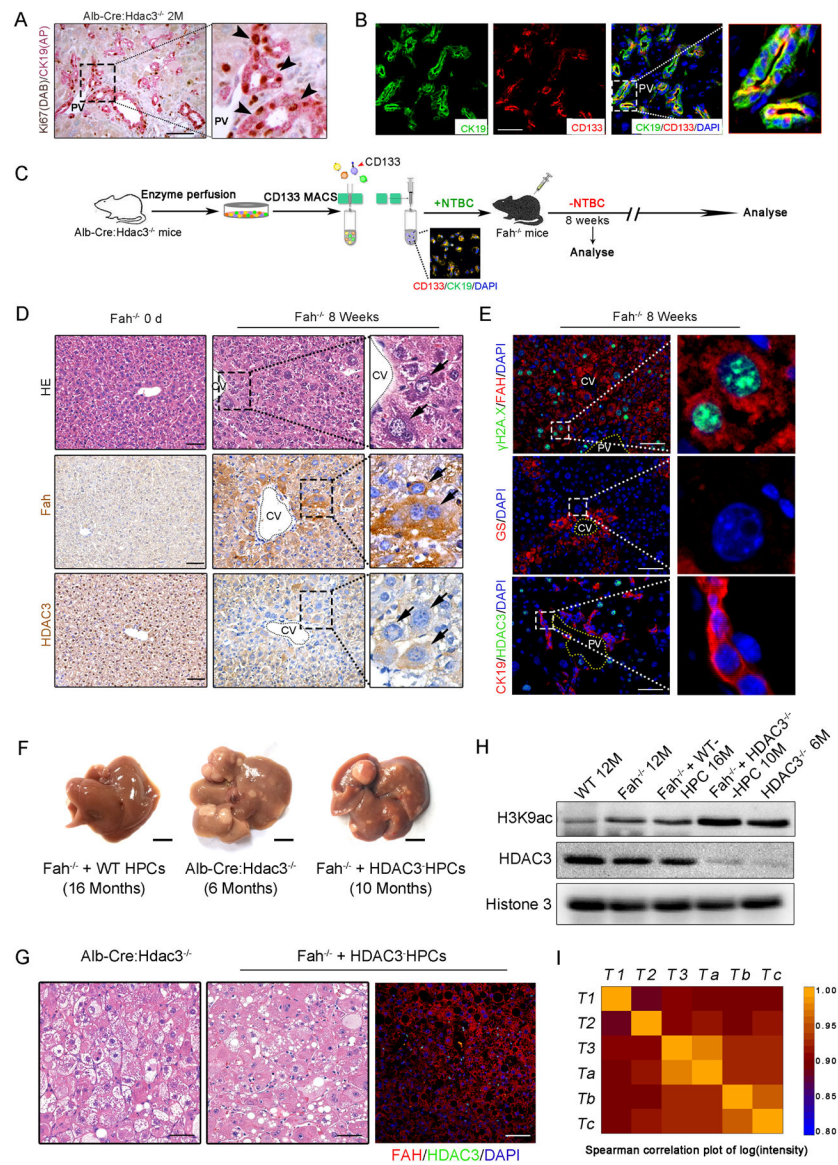 A
Alb-Cre:Hdac3-/- 2M
Ki67(DAB)/CK19(AP)
PV
PV
B
CK19
CD133
PV
CK19/CD133/DAPI
C
CD133
Enzyme perfusion
CD133 MACS
+NTBC
-NTBC
8 weeks
Analyse
Analyse
Alb-Cre:Hdac3-/- mice
Fah-/- mice
CD133/CK19/DAPI
D
Fah-/- 0 d
Fah-/- 8 Weeks
HE
CV
CV
Fah
CV
HDAC3
CV
E
Fah-/- 8 Weeks
γH2A.X/FAH/DAPI
CV
PV
GS/DAPI
CV
CK19/HDAC3/DAPI
PV
F
Fah-/- + WT HPCs
(16 Months)
Alb-Cre:Hdac3-/-
(6 Months)
Fah-/- + HDAC3-HPCs
(10 Months)
H
WT 12M
Fah-/- 12M
Fah-/- + WT-
HPC 16M
Fah-/- + HDAC3-/-
-HPC 10M
HDAC3-/- 6M
H3K9ac
HDAC3
Histone 3
G
Alb-Cre:Hdac3-/-
Fah-/- + HDAC3-HPCs
FAH/HDAC3/DAPI
I
T1 T2 T3 Ta Tb Tc
T1
T2
T3
Ta
Tb
Tc
1.00
0.95
0.90
0.85
0.80
Spearman correlation plot of log(intensity)